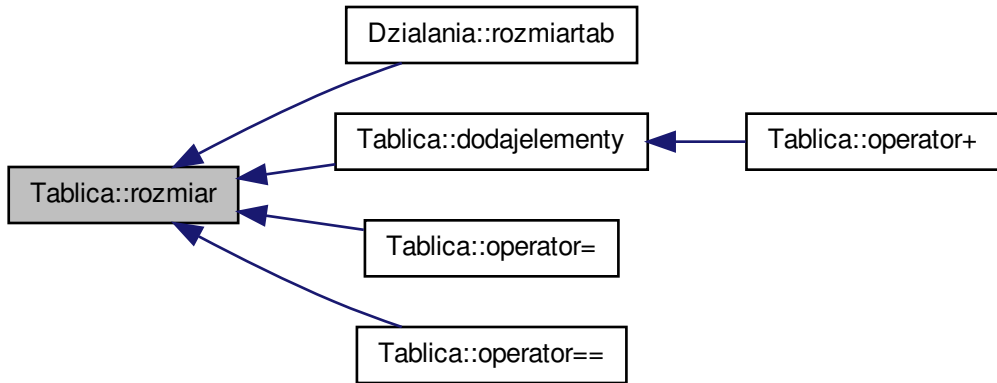 Dzialania::rozmiartab
Tablica::dodajelementy
Tablica::operator+
Tablica::rozmiar
Tablica::operator=
Tablica::operator==